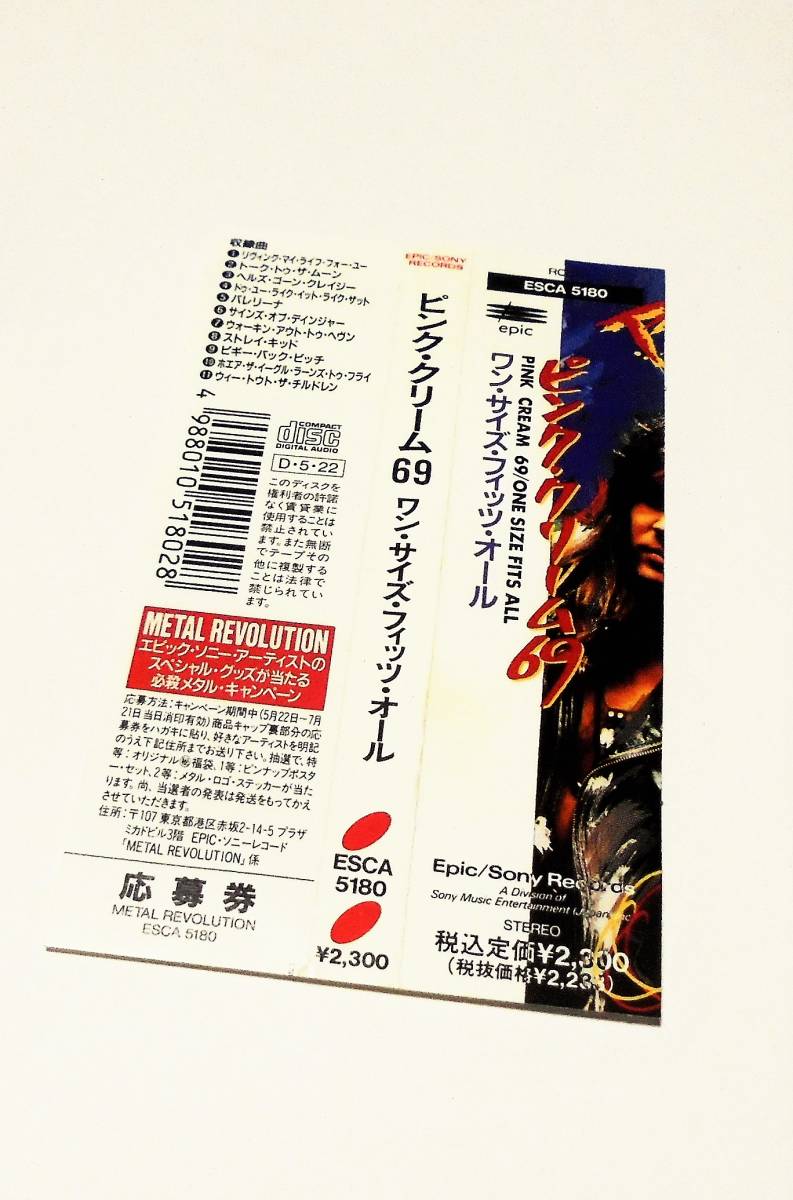 収録曲
❶リヴィング・マイ・ライフ・フォー・ユー
❷トーク・トゥ・ザ・ムーン
❸ヘルズ・ゴーン・クレイジー
❹ドゥ・ユー・ライク・イット・ライク・ザット
❺バレリーナ
❻サインズ・オブ・デインジャー
❼ウォーキン・アウト・トゥ・ヘヴン
❽ストレイ・キッド
❾ピギー・バック・ビッチ
❿ホエア・ザ・イーグル・ラーンズ・トゥ・フライ
⓫ウィー・トウト・ザ・チルドレン
4 988010 518028
COMPACT
disc
DIGITAL AUDIO
D・5・22
このディスクを
権利者の許諾
なく賃貸業に
使用することは
禁止されてい
ます。また無断
でテープその
他に複製する
ことは法律で
禁じられてい
ます。
METAL REVOLUTION
エピック・ソニー・アーティストの
スペシャル・グッズが当たる
必殺メタル・キャンペーン
応募方法:キャンペーン期間中(5月22日〜7月
21日当日消印有効)商品キャップ裏部分の応
募券をハガキに貼り、好きなアーティストを明記
のうえ下記住所までお送り下さい。抽選で、特
等:オリジナル㊙福袋、1等:ピンナップポスタ
ー・セット、2等:メタル・ロゴ・ステッカーが当た
ります。尚、当選者の発表は発送をもってかえ
させていただきます。
住所:〒107 東京都港区赤坂2-14-5 プラザ
ミカドビル3階 EPIC・ソニーレコード
「METAL REVOLUTION」係
応募券
METAL REVOLUTION
ESCA 5180
EPIC/SONY
RECORDS
ピンク・クリーム69 ワン・サイズ・フィッツ・オール
ESCA
5180
¥2,300
ESCA 5180
epic
ピンク・クリーム69
PINK CREAM 69/ONE SIZE FITS ALL
ワン・サイズ・フィッツ・オール
Epic/Sony Records
A Division of
Sony Music Entertainment (Japan) Inc.
STEREO
税込定価¥2,300
(税抜価格¥2,233)